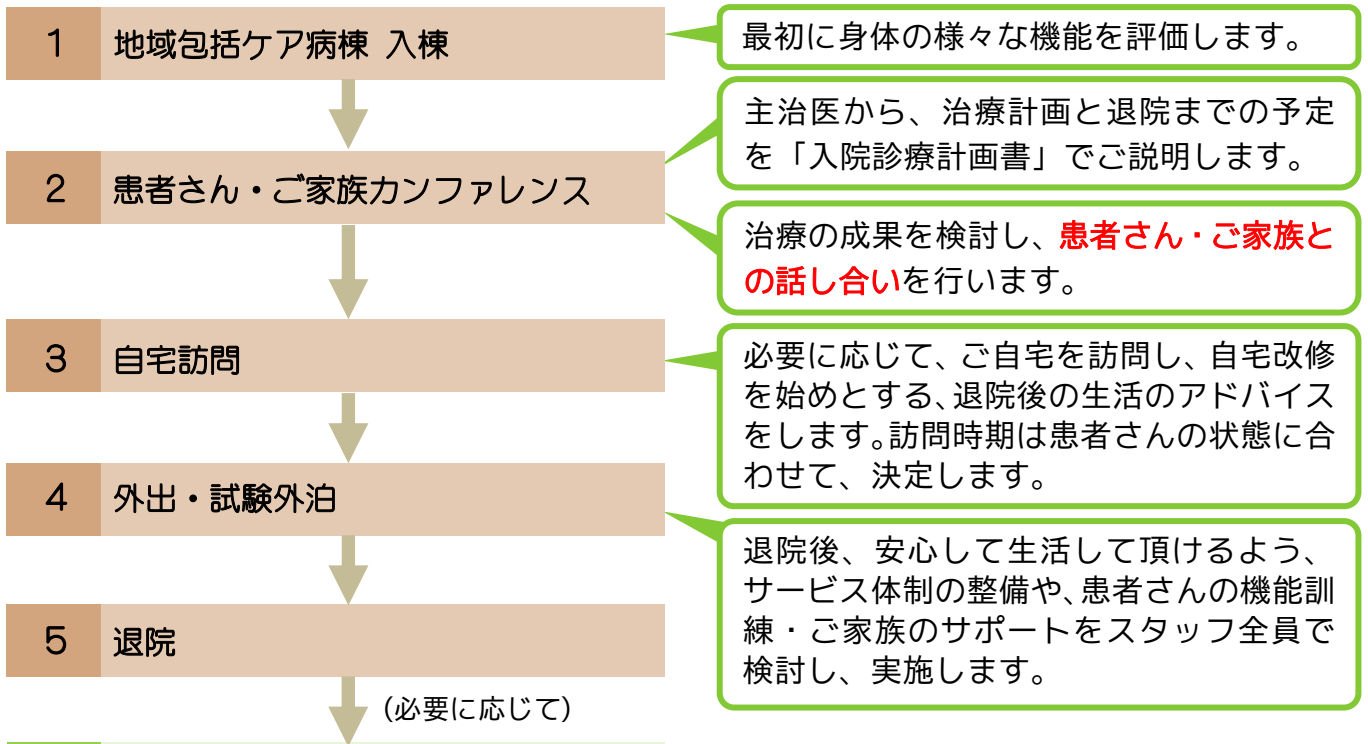 1 地域包括ケア病棟 入棟
最初に身体の様々な機能を評価します。
主治医から、治療計画と退院までの予定
を「入院診療計画書」でご説明します。
2 患者さん・ご家族カンファレンス
治療の成果を検討し、患者さん・ご家族と
の話し合いを行います。
3 自宅訪問
必要に応じて、ご自宅を訪問し、自宅改修
を始めとする、退院後の生活のアドバイス
をします。訪問時期は患者さんの状態に合
わせて、決定します。
4 外出・試験外泊
退院後、安心して生活して頂けるよう、
サービス体制の整備や、患者さんの機能訓
練・ご家族のサポートをスタッフ全員で
検討し、実施します。
5 退院
(必要に応じて)